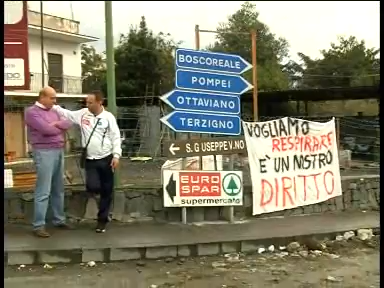 BOSCOREALE
POMPEI
OTTAVIANO
TERZIGNO
S. GIUSEPPE V.NO
EURO
SPAR
supermercato
VOGLIAMO
RESPIRARE
E' UN NOSTRO
DIRITTO